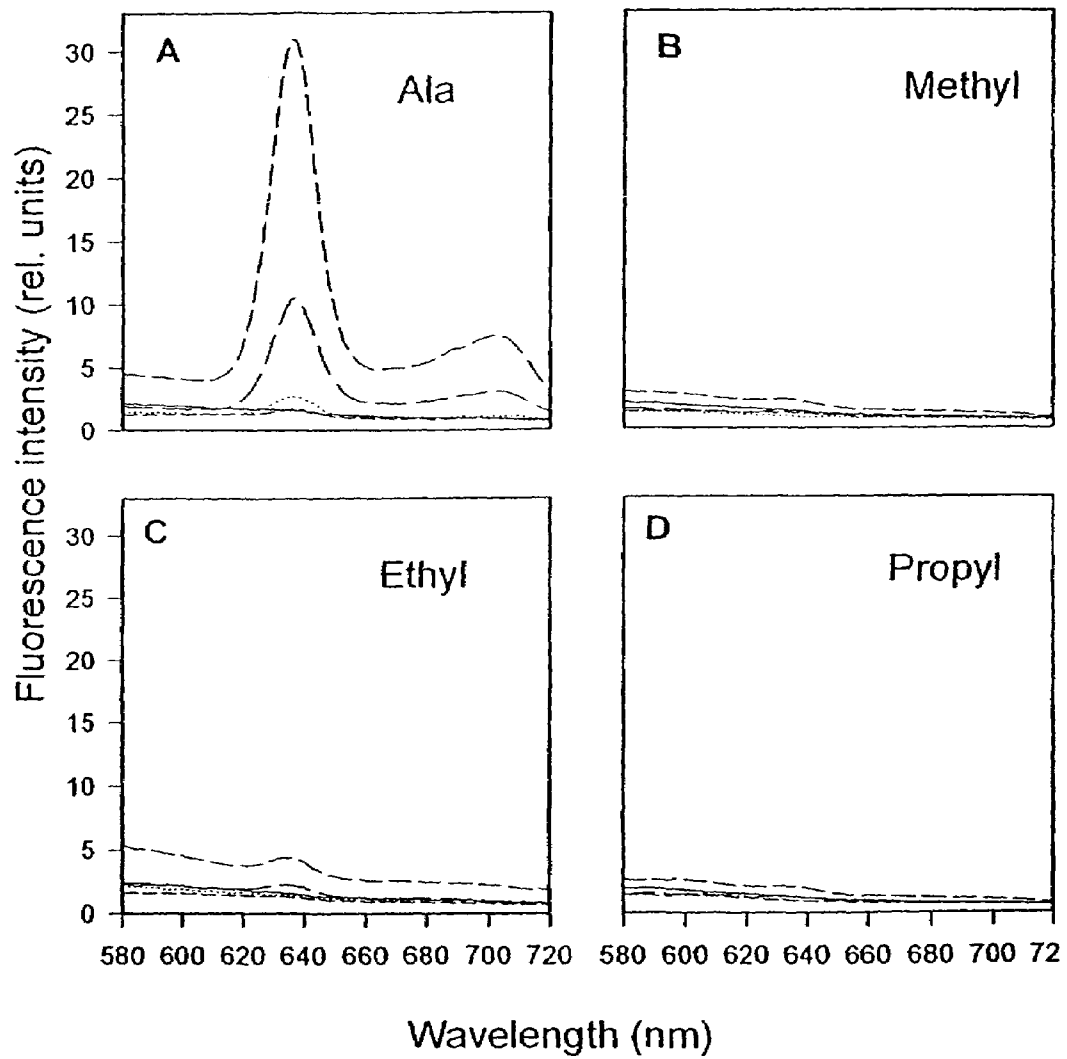 A
Ala
30
25
20
15
10
5
0
B
Methyl
Fluorescence intensity (rel. units)
C
Ethyl
30
25
20
15
10
5
0
580 600 620 640 660 680 700 720
D
Propyl
580 600 620 640 660 680 700 72
Wavelength (nm)